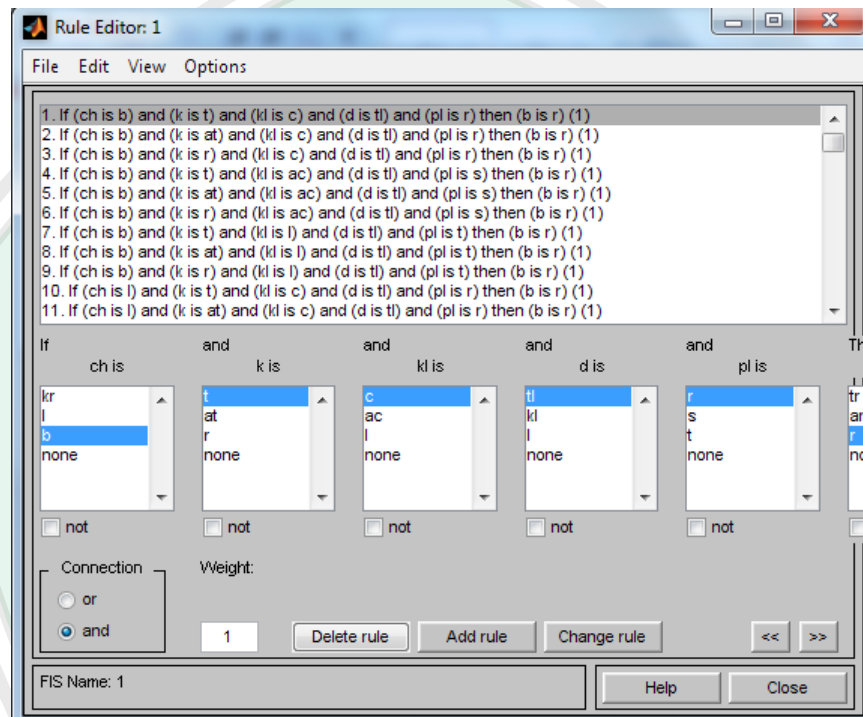 Rule Editor: 1
File Edit View Options
1. If (ch is b) and (k is t) and (kl is c) and (d is tl) and (pl is r) then (b is r) (1)
2. If (ch is b) and (k is at) and (kl is c) and (d is tl) and (pl is r) then (b is r) (1)
3. If (ch is b) and (k is r) and (kl is c) and (d is tl) and (pl is r) then (b is r) (1)
4. If (ch is b) and (k is t) and (kl is ac) and (d is tl) and (pl is s) then (b is r) (1)
5. If (ch is b) and (k is at) and (kl is ac) and (d is tl) and (pl is s) then (b is r) (1)
6. If (ch is b) and (k is r) and (kl is ac) and (d is tl) and (pl is s) then (b is r) (1)
7. If (ch is b) and (k is t) and (kl is l) and (d is tl) and (pl is t) then (b is r) (1)
8. If (ch is b) and (k is at) and (kl is l) and (d is tl) and (pl is t) then (b is r) (1)
9. If (ch is b) and (k is r) and (kl is l) and (d is tl) and (pl is t) then (b is r) (1)
10. If (ch is l) and (k is t) and (kl is c) and (d is tl) and (pl is r) then (b is r) (1)
11. If (ch is l) and (k is at) and (kl is c) and (d is tl) and (pl is r) then (b is r) (1)
If and and and and Th
ch is k is kl is d is pl is
kr t c tl r tr
l at ac kl s
b r l l t r
none none none none none
not not not not not
Connection Weight:
or
and 1 Delete rule Add rule Change rule << >>
FIS Name: 1 Help Close